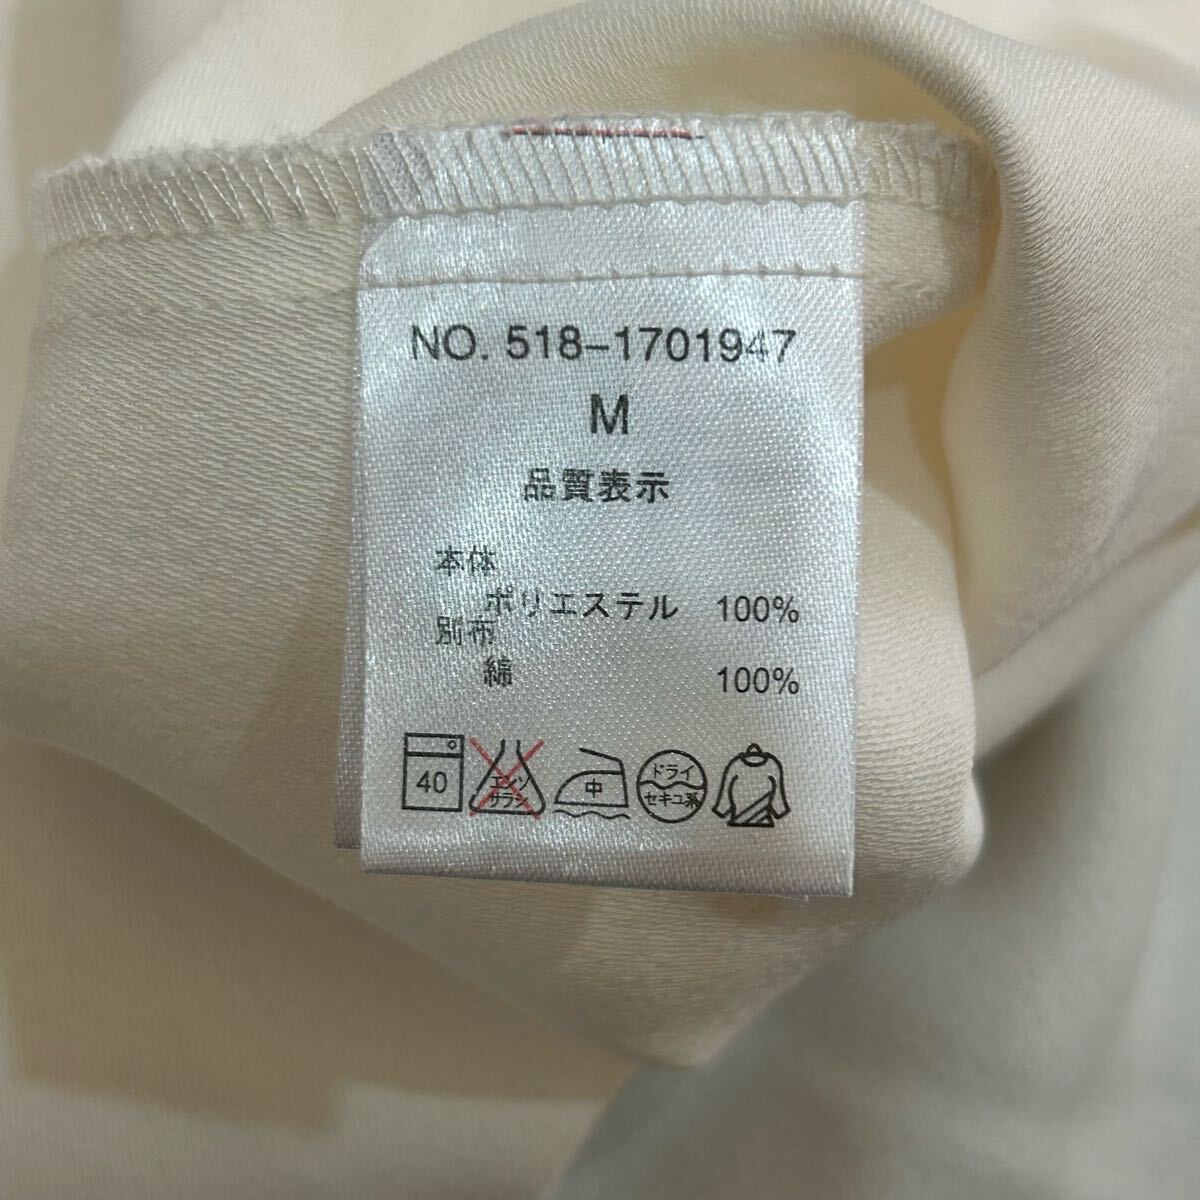 NO. 518-1701947
M
品質表示
本体
ポリエステル 100%
別布
綿 100%
40
エンソ
サラシ
中
ドライ
セキユ系